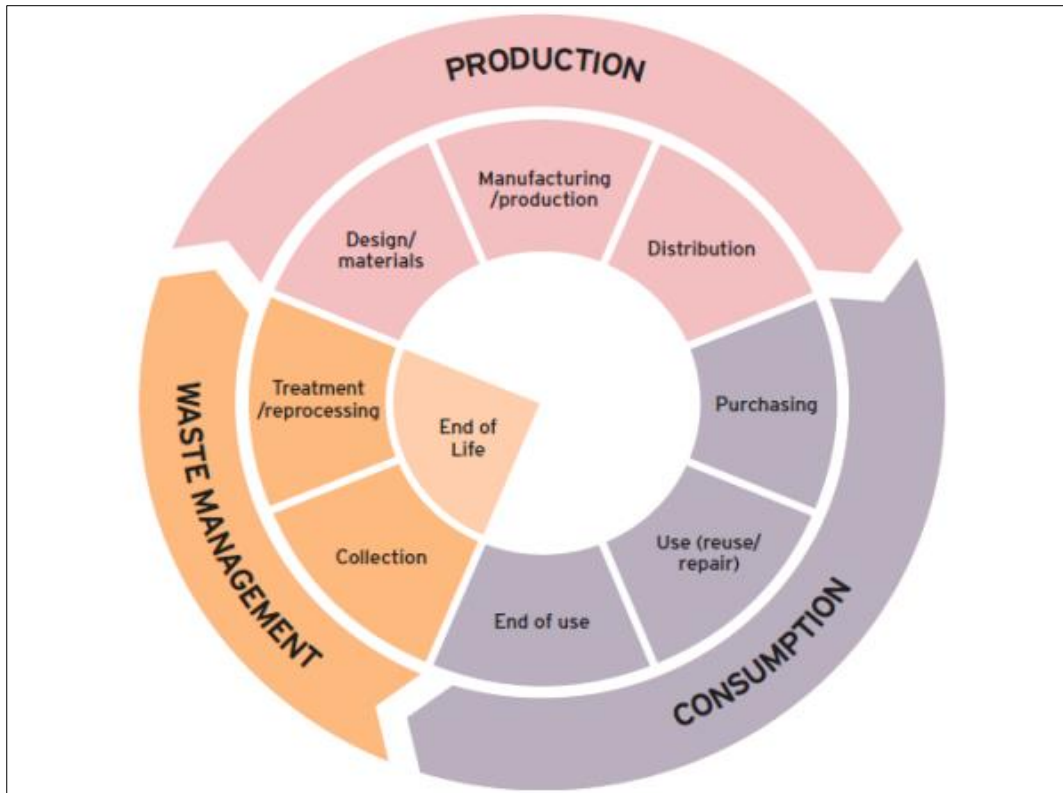 PRODUCTION
Manufacturing
/production
Design/
materials
Distribution
Treatment
/reprocessing
Purchasing
End of
Life
Use (reuse/
repair)
Collection
End of use
WASTE MANAGEMENT
CONSUMPTION